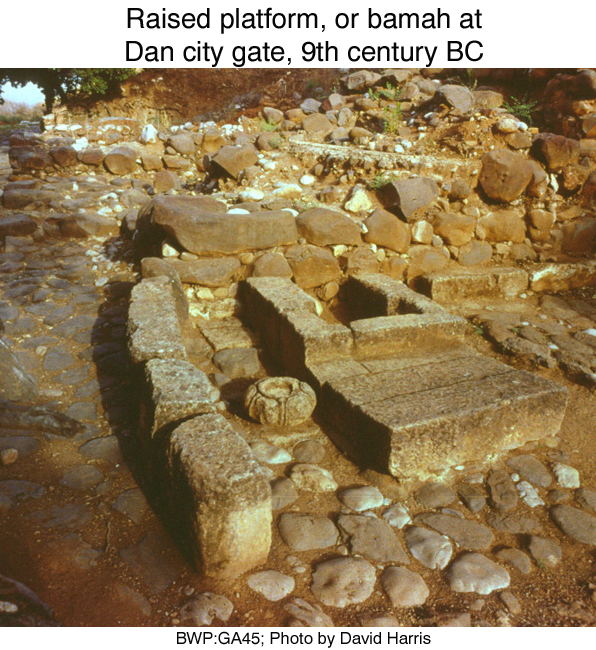 Raised platform, or bamah at
Dan city gate, 9th century BC
BWP:GA45; Photo by David Harris